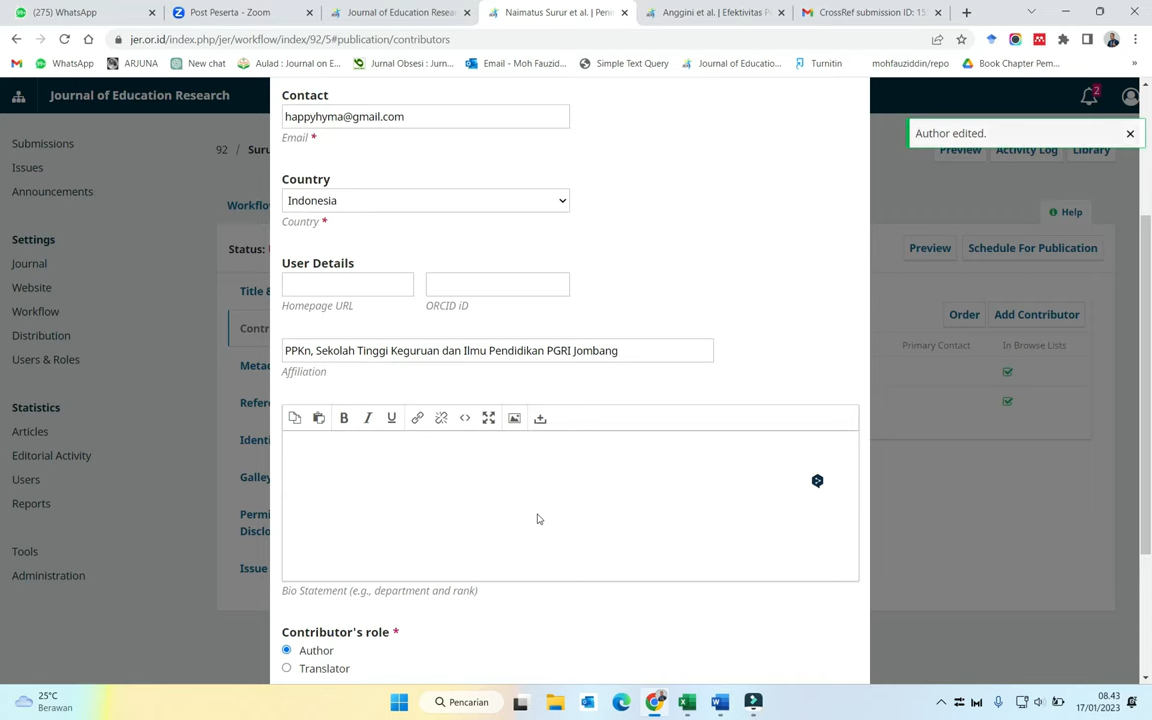 (275) WhatsApp
Post Peserta - Zoom
Journal of Education Resear
Naimatus Surur et al. | Peni
Anggini et al. | Efektivitas P
CrossRef submission ID: 15
jer.or.id/index.php/jer/workflow/index/92/5#publication/contributors
WhatsApp
ARJUNA
New chat
Aulad : Journal on E...
Jurnal Obsesi : Jurn...
Email - Moh Fauzid...
Simple Text Query
Journal of Educatio...
Turnitin
mohfauziddin/repo
Book Chapter Pem...
Journal of Education Research
2
Contact
happyhyma@gmail.com
Email *
Author edited.
Submissions
Issues
Announcements
92 / Suru
Preview
Activity Log
Library
Country
Indonesia
Country *
Workflo
Help
Settings
Journal
Website
Workflow
Distribution
Users & Roles
Status:
Preview
Schedule For Publication
User Details
Homepage URL
ORCID iD
Title &
Contr
Order
Add Contributor
Primary Contact
In Browse Lists
PPKn, Sekolah Tinggi Keguruan dan Ilmu Pendidikan PGRI Jombang
Affiliation
Metad
Refere
Identi
Galley
Permi
Disclo
Issue
Statistics
Articles
Editorial Activity
Users
Reports
Tools
Administration
B I U
Bio Statement (e.g., department and rank)
Contributor's role *
Author
Translator
25°C
Berawan
Pencarian
08.43
17/01/2023